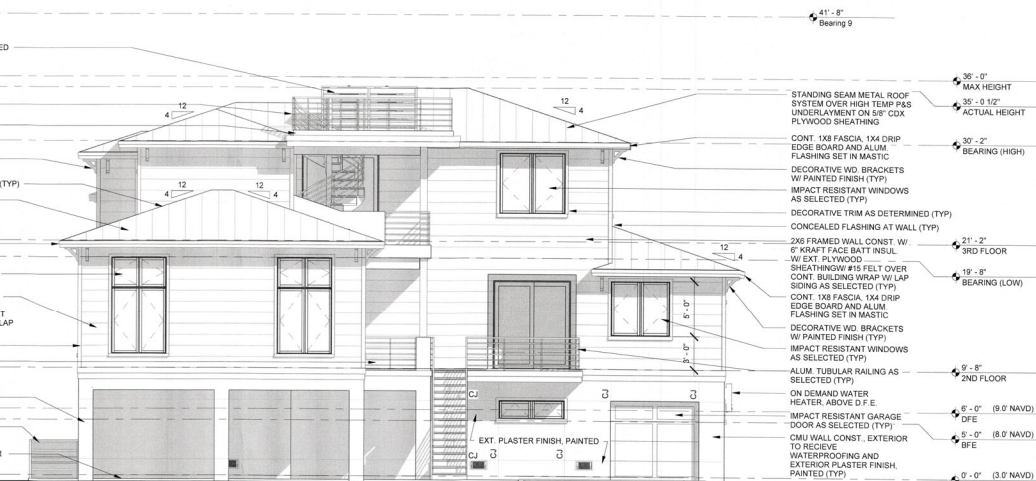 41' - 8"
Bearing 9
ED
36' - 0"
MAX HEIGHT
12
4
12
4
STANDING SEAM METAL ROOF
SYSTEM OVER HIGH TEMP P&S
UNDERLAYMENT ON 5/8" CDX
PLYWOOD SHEATHING
35' - 0 1/2"
ACTUAL HEIGHT
CONT. 1X8 FASCIA, 1X4 DRIP
EDGE BOARD AND ALUM.
FLASHING SET IN MASTIC
30' - 2"
BEARING (HIGH)
DECORATIVE WD. BRACKETS
W/ PAINTED FINISH (TYP)
(TYP)
12
4
12
4
IMPACT RESISTANT WINDOWS
AS SELECTED (TYP)
DECORATIVE TRIM AS DETERMINED (TYP)
CONCEALED FLASHING AT WALL (TYP)
12
4
2X6 FRAMED WALL CONST. W/
6" KRAFT FACE BATT INSUL.
W/ EXT. PLYWOOD
SHEATHINGW/ #15 FELT OVER
CONT. BUILDING WRAP W/ LAP
SIDING AS SELECTED (TYP)
21' - 2"
3RD FLOOR
19' - 8"
BEARING (LOW)
CONT. 1X8 FASCIA, 1X4 DRIP
EDGE BOARD AND ALUM.
FLASHING SET IN MASTIC
5' - 0"
T
LAP
DECORATIVE WD. BRACKETS
W/ PAINTED FINISH (TYP)
IMPACT RESISTANT WINDOWS
AS SELECTED (TYP)
3' - 0"
ALUM. TUBULAR RAILING AS
SELECTED (TYP)
9' - 8"
2ND FLOOR
ON DEMAND WATER
HEATER, ABOVE D.F.E.
CJ
CJ
CJ
IMPACT RESISTANT GARAGE
DOOR AS SELECTED (TYP)
6' - 0" (9.0' NAVD)
DFE
5' - 0" (8.0' NAVD)
BFE
EXT. PLASTER FINISH, PAINTED
CMU WALL CONST., EXTERIOR
TO RECIEVE
WATERPROOFING AND
EXTERIOR PLASTER FINISH,
PAINTED (TYP)
CJ
CJ
CJ
R
0' - 0" (3.0' NAVD)